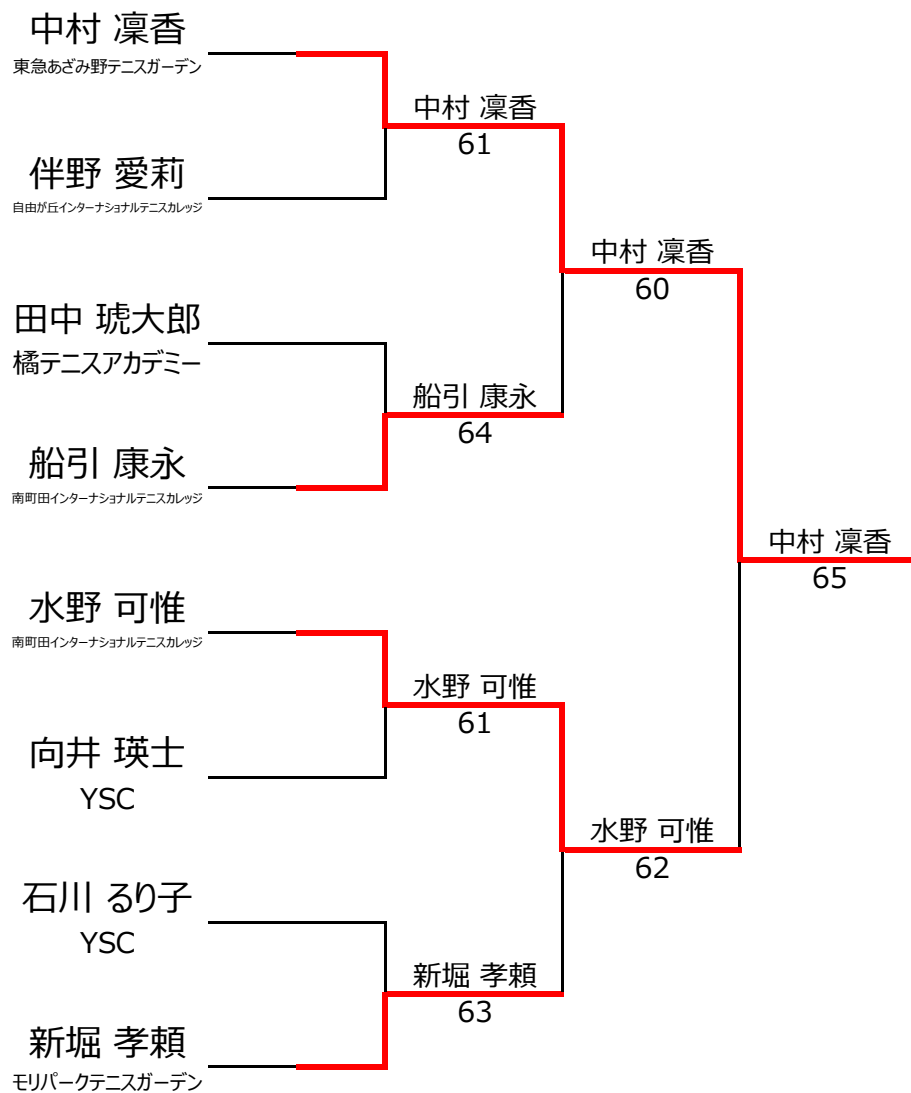 中村 凜香
東急あざみ野テニスガーデン
中村 凜香
61
伴野 愛莉
自由が丘インターナショナルテニスカレッジ
中村 凜香
60
田中 琥大郎
橘テニスアカデミー
船引 康永
64
船引 康永
南町田インターナショナルテニスカレッジ
中村 凜香
65
水野 可惟
南町田インターナショナルテニスカレッジ
水野 可惟
61
向井 瑛士
YSC
水野 可惟
62
石川 るり子
YSC
新堀 孝頼
63
新堀 孝頼
モリパークテニスガーデン